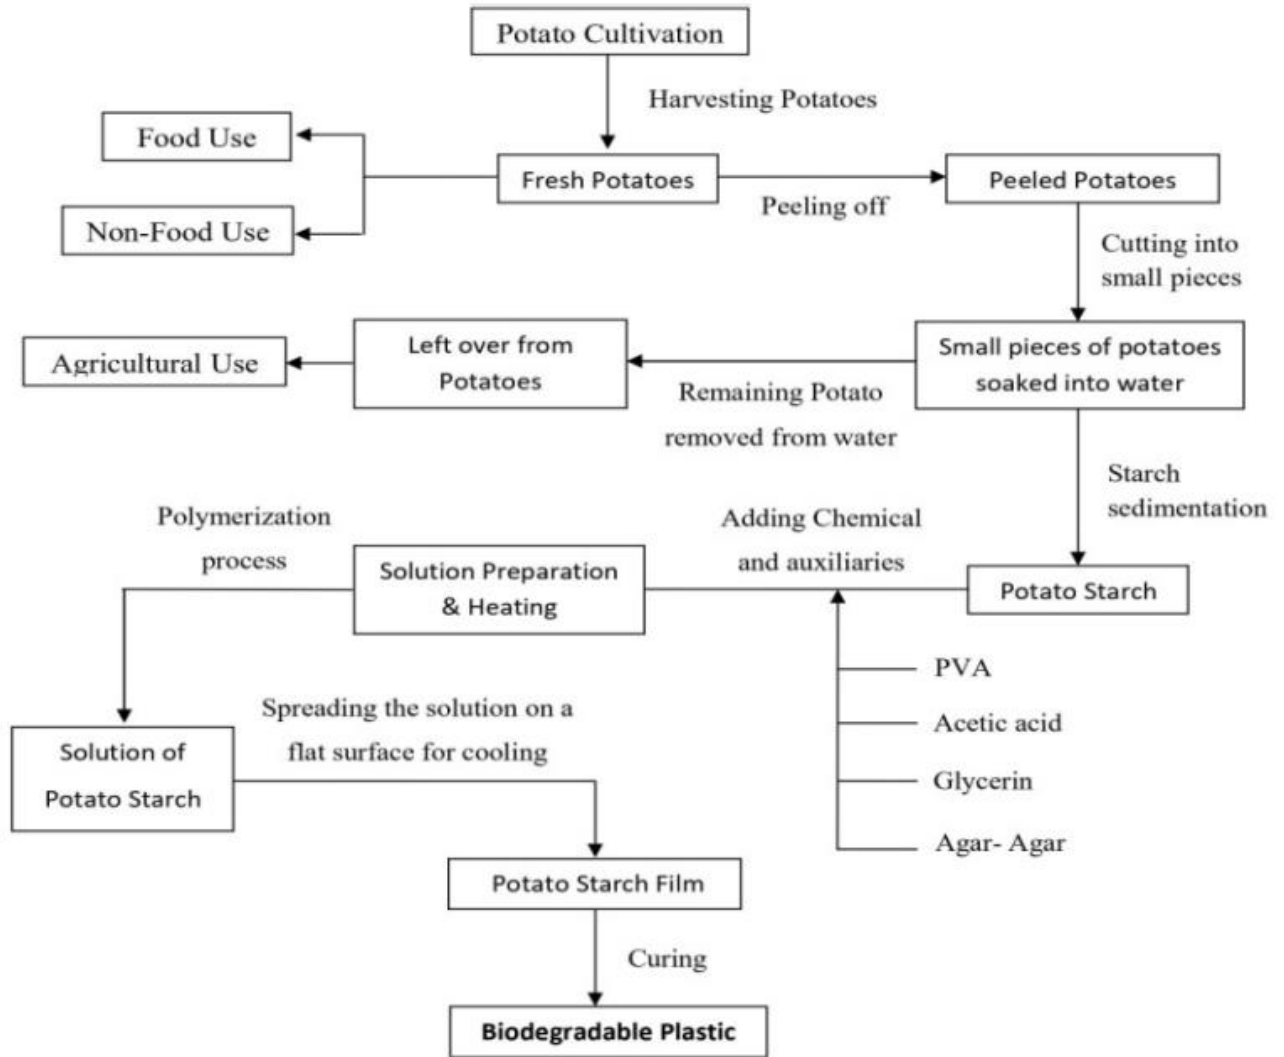 Potato Cultivation
Harvesting Potatoes
Food Use
Fresh Potatoes
Peeled Potatoes
Peeling off
Non-Food Use
Cutting into
small pieces
Agricultural Use
Left over from
Potatoes
Small pieces of potatoes
soaked into water
Remaining Potato
removed from water
Starch
sedimentation
Polymerization
process
Solution Preparation
& Heating
Adding Chemical
and auxiliaries
Potato Starch
PVA
Acetic acid
Glycerin
Agar- Agar
Solution of
Potato Starch
Spreading the solution on a
flat surface for cooling
Potato Starch Film
Curing
Biodegradable Plastic